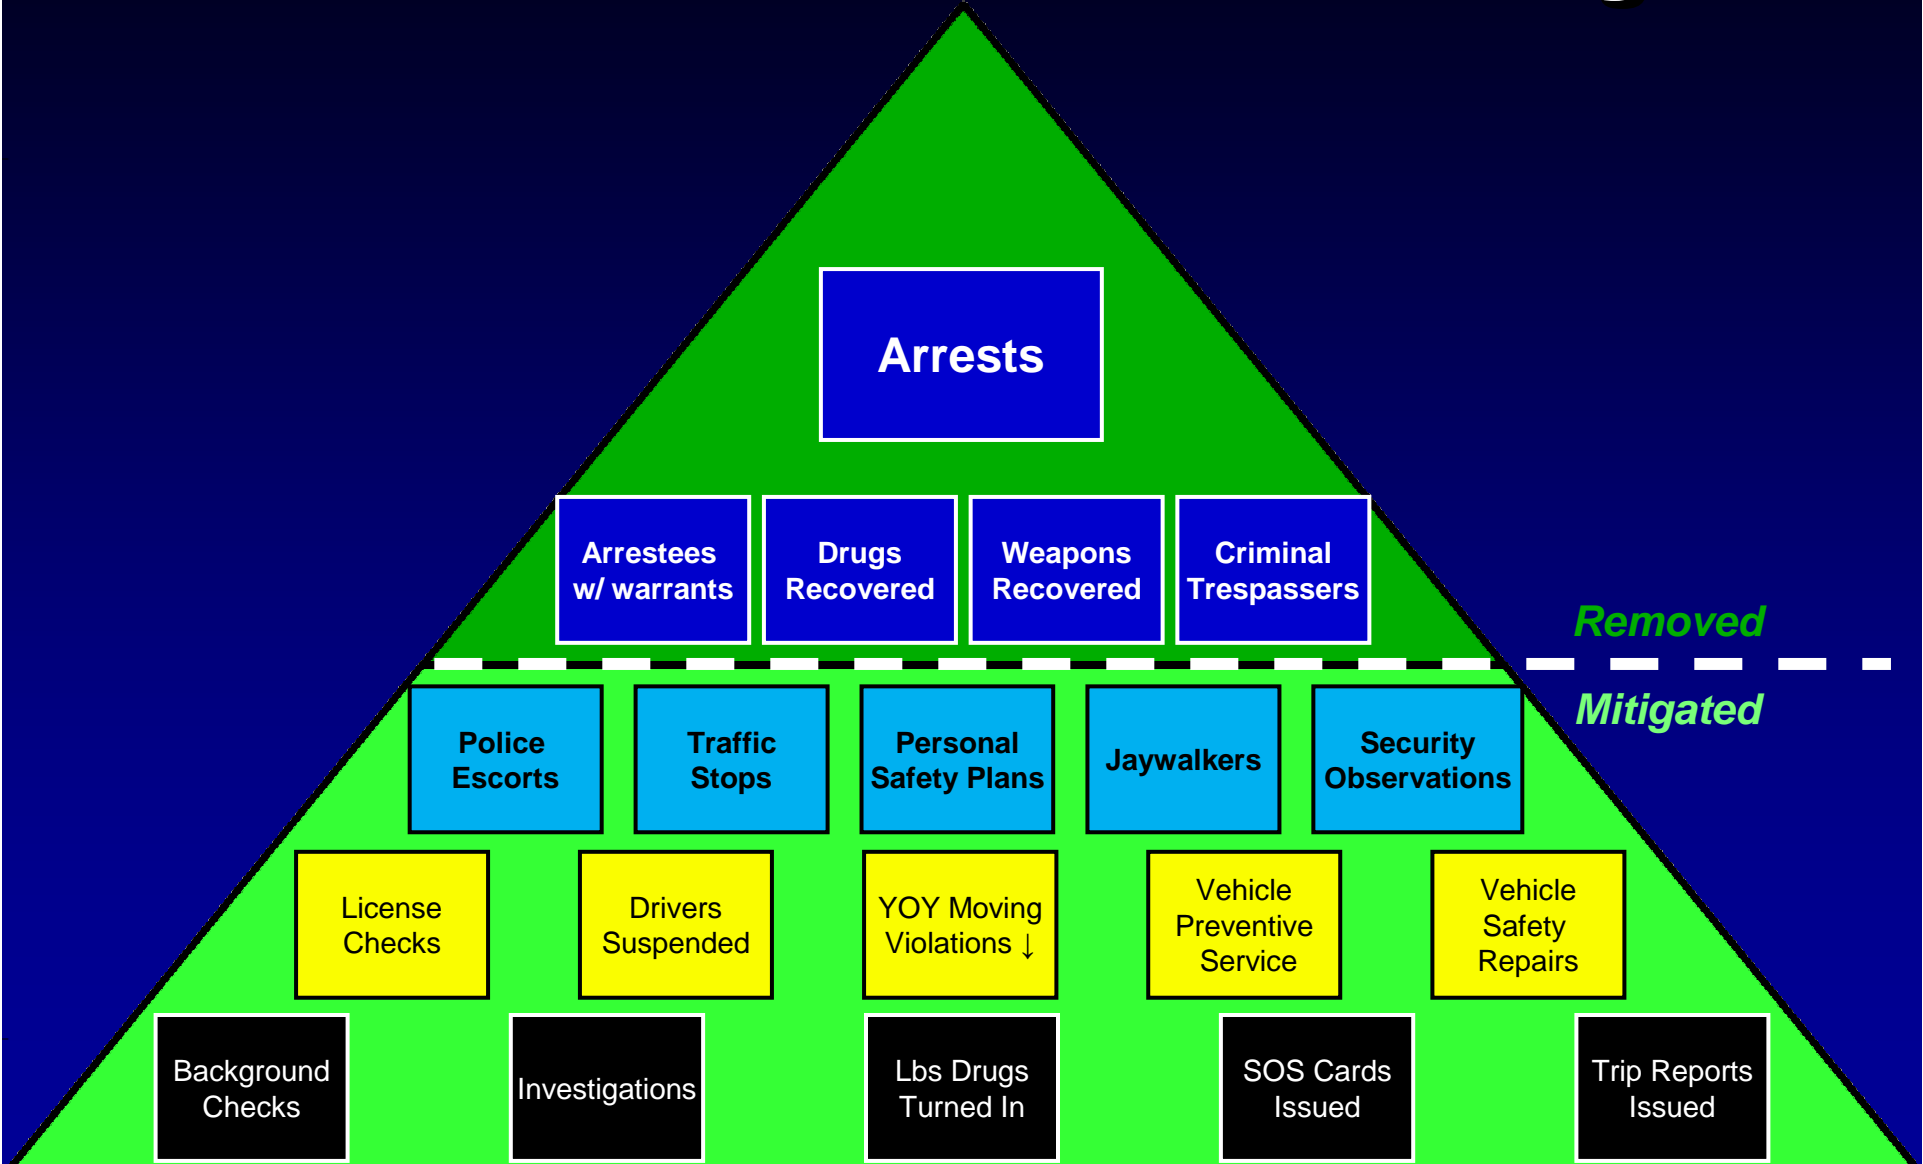 Arrests
Arrestees
w/ warrants
Drugs
Recovered
Weapons
Recovered
Criminal
Trespassers
Removed
Mitigated
Police
Escorts
Traffic
Stops
Personal
Safety Plans
Jaywalkers
Security
Observations
License
Checks
Drivers
Suspended
YOY Moving
Violations ↓
Vehicle
Preventive
Service
Vehicle
Safety
Repairs
Background
Checks
Investigations
Lbs Drugs
Turned In
SOS Cards
Issued
Trip Reports
Issued